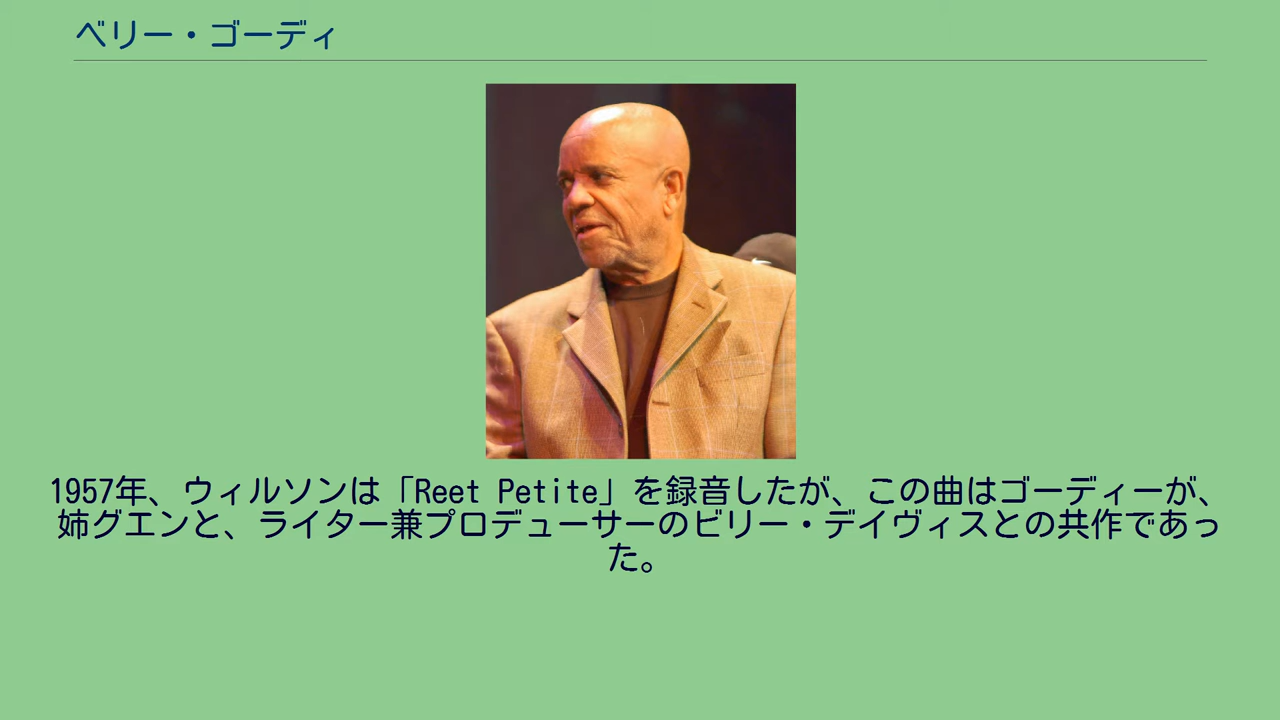 ベリー・ゴーディ
1957年、ウィルソンは「Reet Petite」を録音したが、この曲はゴーディーが、
姉グエンと、ライター兼プロデューサーのビリー・デイヴィスとの共作であっ
た。